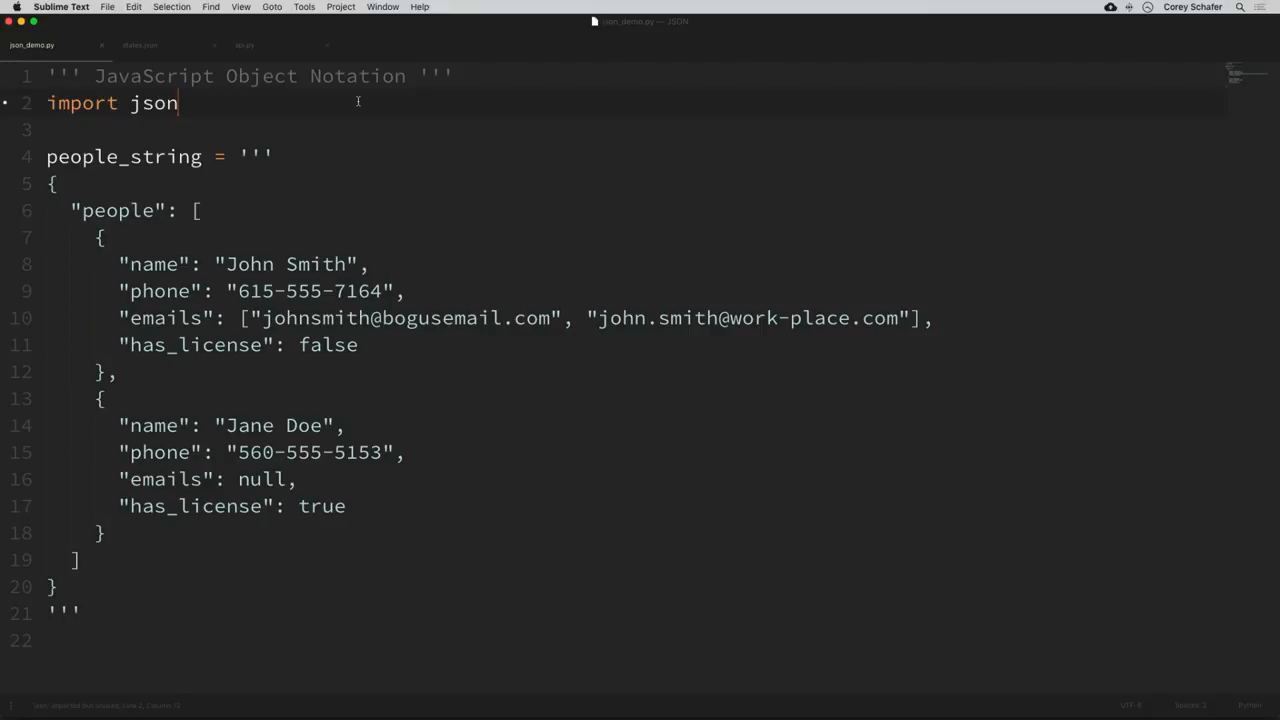 Sublime Text File Edit Selection Find View Goto Tools Project Window Help Corey Schafer
json_demo.py — JSON
json_demo.py states.json api.py
1 ''' JavaScript Object Notation '''
2 import json
3
4 people_string = '''
5 {
6 "people": [
7 {
8 "name": "John Smith",
9 "phone": "615-555-7164",
10 "emails": ["johnsmith@bogusemail.com", "john.smith@work-place.com"],
11 "has_license": false
12 },
13 {
14 "name": "Jane Doe",
15 "phone": "560-555-5153",
16 "emails": null,
17 "has_license": true
18 }
19 ]
20 }
21 '''
22
UTF-8 Spaces: 2 Python